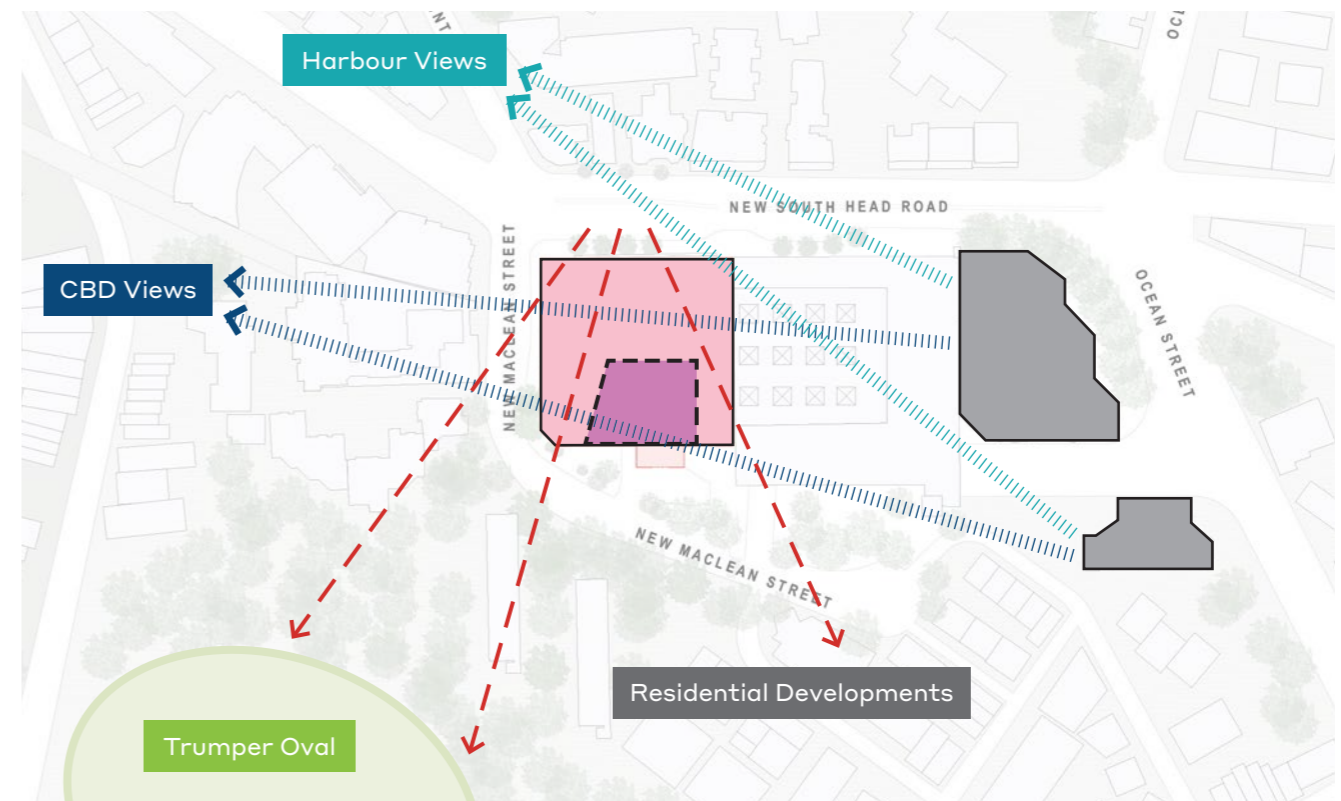 Harbour Views
NEW SOUTH HEAD ROAD
NEW MACLEAN STREET
CBD Views
OCEAN STREET
NEW MACLEAN STREET
Residential Developments
Trumper Oval